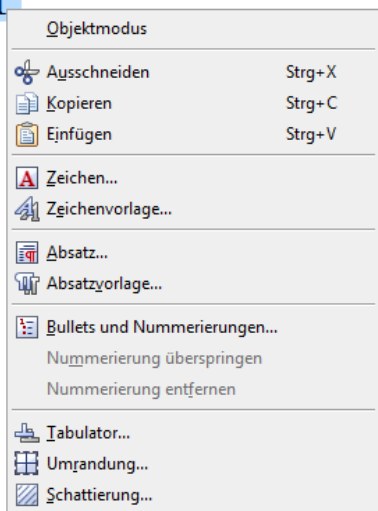 Objektmodus
Ausschneiden Strg+X
Kopieren Strg+C
Einfügen Strg+V
Zeichen...
Zeichenvorlage...
Absatz...
Absatzvorlage...
Bullets und Nummerierungen...
Nummerierung überspringen
Nummerierung entfernen
Tabulator...
Umrandung...
Schattierung...